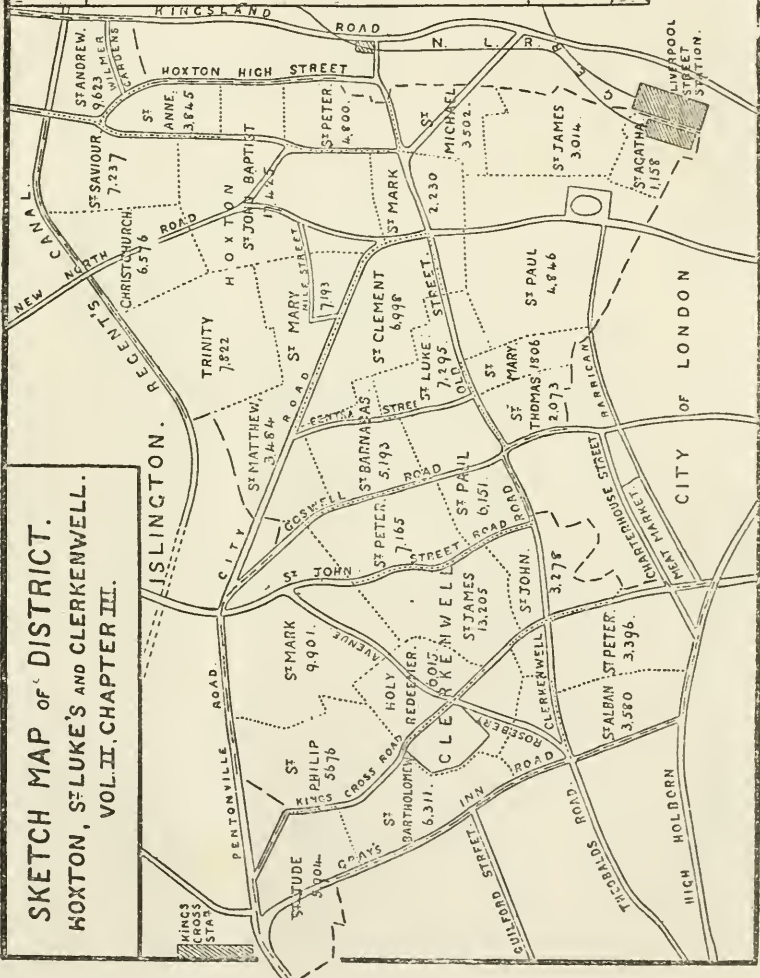 SKETCH MAP OF DISTRICT.
HOXTON, ST LUKE'S AND CLERKENWELL.
VOL. II, CHAPTER III.
KINGSLAND
ROAD
N. L. R.
LIVERPOOL
STREET
STATION.
ST ANDREW.
9.623
WILMER
GARDENS
HOXTON HIGH STREET
ST
ANNE.
3.845
ST PETER.
4.800.
ST
MICHAEL
3.502
ST JAMES
3.014.
ST AGATHA
1,158
ST SAVIOUR
7.237
HOXTON
ST JOHN BAPTIST
ST MARK
2,230
CANAL.
NEW NORTH ROAD
CHRISTCHURCH
6.576
REGENT'S
TRINITY
7,822
ST MARY
NILE STREET
7,193
ST CLEMENT
6,998
OLD STREET.
ST PAUL
4,846
CITY OF LONDON
ISLINGTON.
ST MATTHEW.
3,484
CITY ROAD
CENTRAL STREET
ST LUKE
7,295
ST
MARY
1806
ST
THOMAS
2,073
BARBICAN
ST BARNABAS
5,193
GOSWELL ROAD
ST PAUL
6,151.
ST PETER.
7,165
ST JOHN STREET ROAD
CHARTERHOUSE STREET
MEAT MARKET
ST JAMES
13,205
ST JOHN.
3,278
CLERKENWELL
CLERKENWELL ROAD
PENTONVILLE ROAD.
ST MARK
9,901.
AVENUE
ROSEBERY
HOLY
REDEEMER.
ST
PHILIP
5676
KINGS CROSS ROAD
ST
BARTHOLOMEW
6,311.
ST ALBAN
3,580
ST PETER.
3,396.
ST JUDE
GRAY'S INN ROAD
KINGS
CROSS
STAN
GUILFORD STREET.
THEOBALDS ROAD.
HIGH HOLBORN